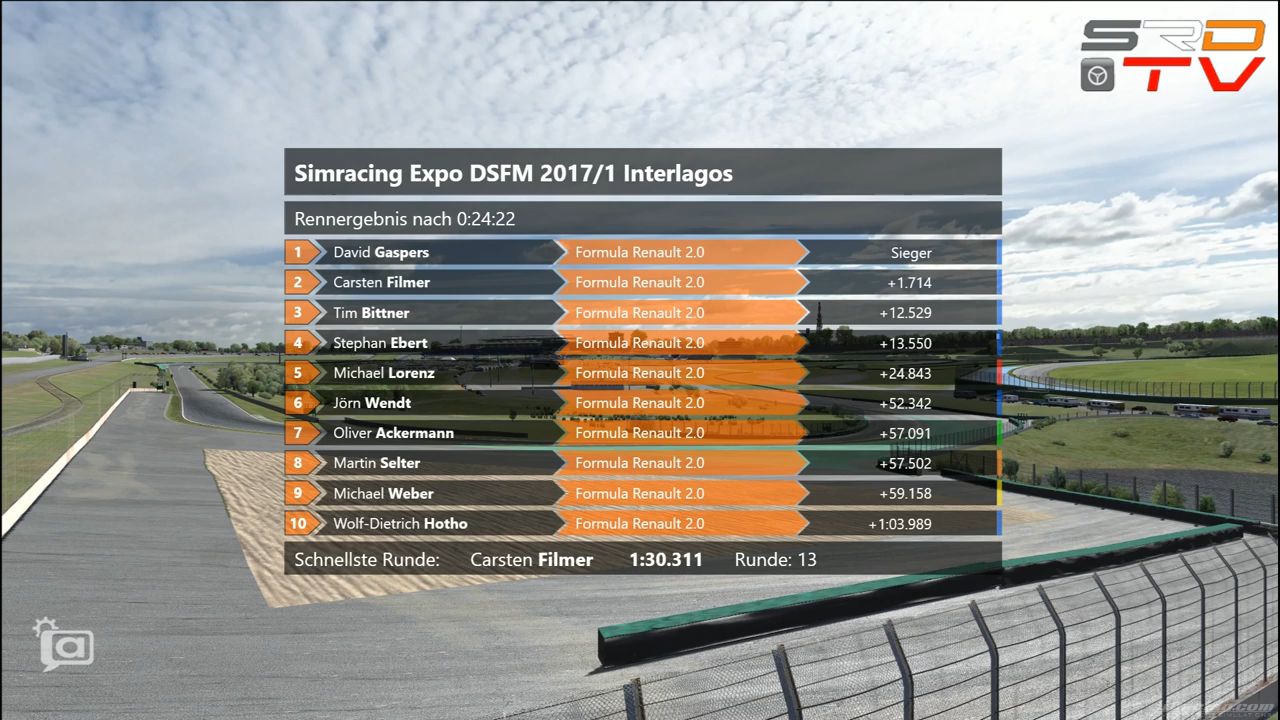 SRD
TV
Simracing Expo DSFM 2017/1 Interlagos
Rennergebnis nach 0:24:22
1 David Gaspers Formula Renault 2.0 Sieger
2 Carsten Filmer Formula Renault 2.0 +1.714
3 Tim Bittner Formula Renault 2.0 +12.529
4 Stephan Ebert Formula Renault 2.0 +13.550
5 Michael Lorenz Formula Renault 2.0 +24.843
6 Jörn Wendt Formula Renault 2.0 +52.342
7 Oliver Ackermann Formula Renault 2.0 +57.091
8 Martin Selter Formula Renault 2.0 +57.502
9 Michael Weber Formula Renault 2.0 +59.158
10 Wolf-Dietrich Hotho Formula Renault 2.0 +1:03.989
Schnellste Runde: Carsten Filmer 1:30.311 Runde: 13
a